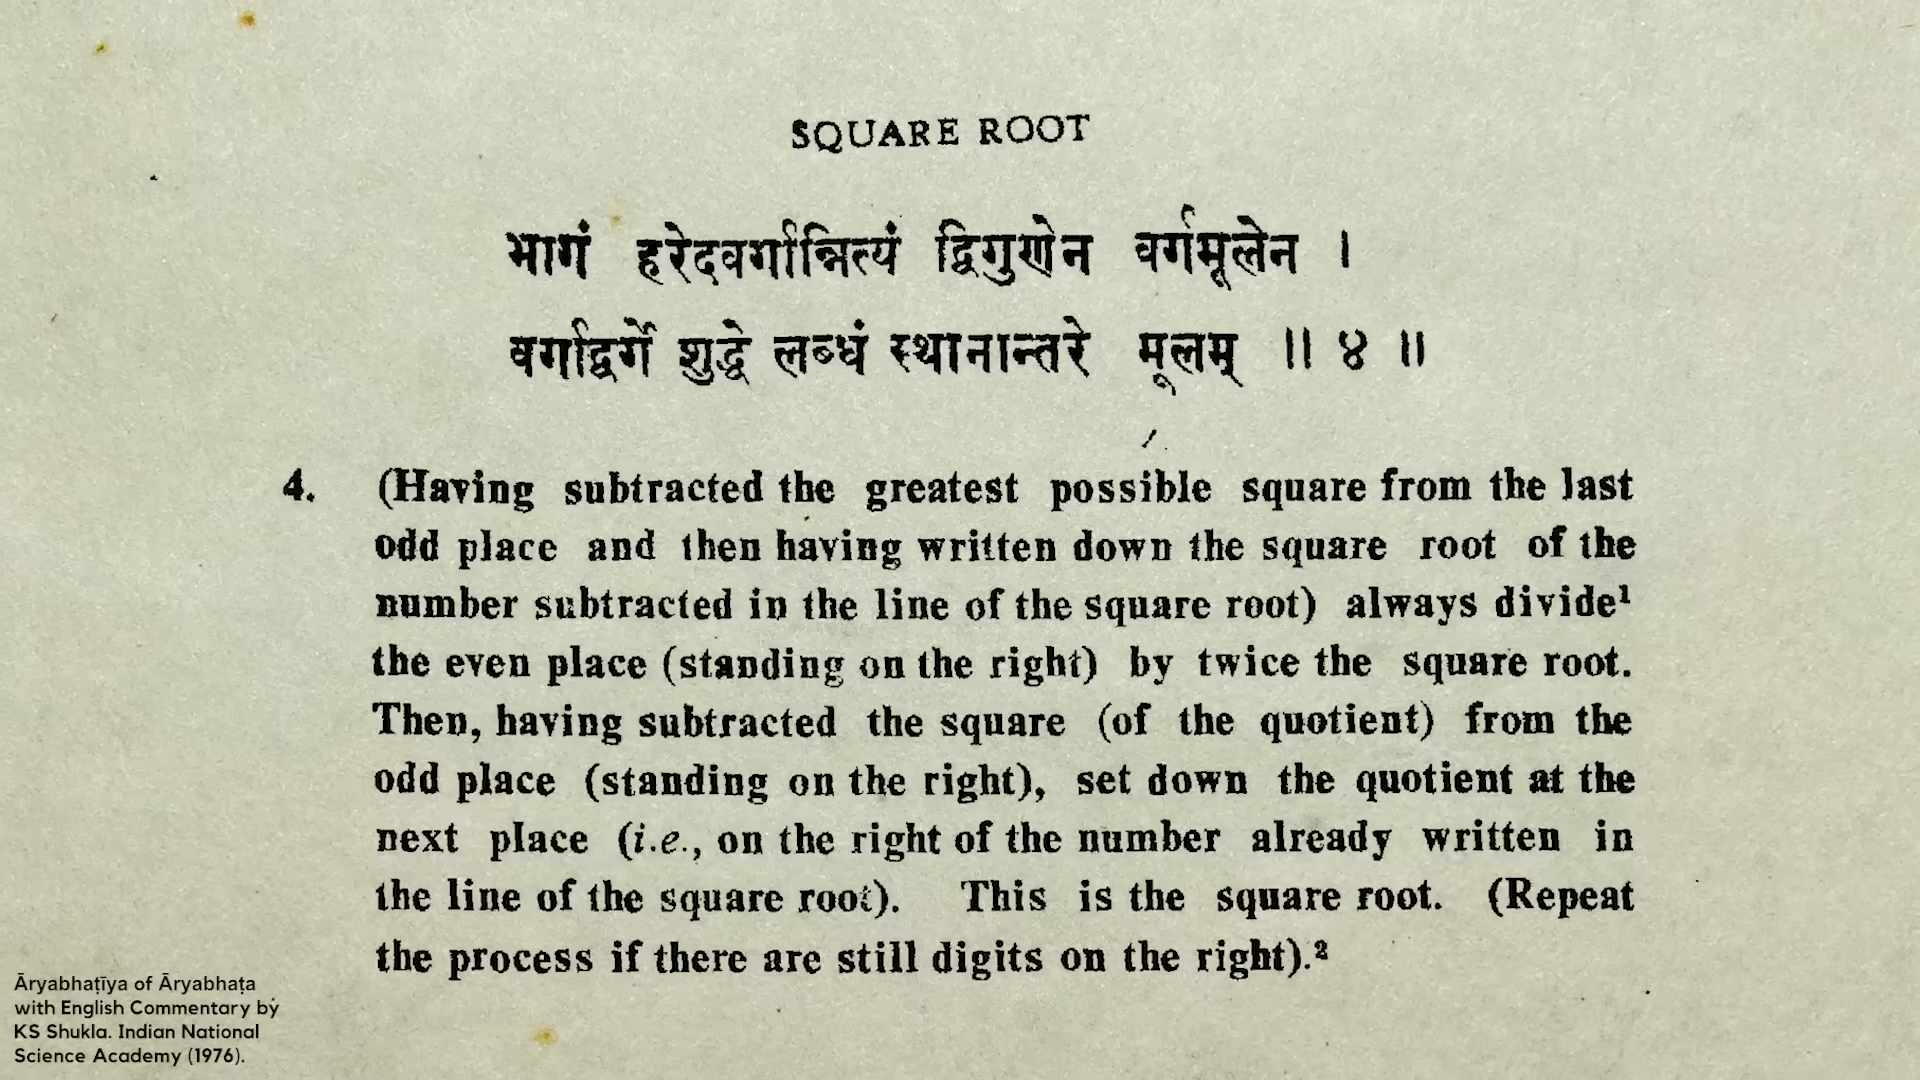 SQUARE ROOT
भागं हरेदवर्गान्नित्यं द्विगुणेन वर्गमूलेन ।
वर्गाद्वर्गे शुद्धे लब्धं स्थानान्तरे मूलम् ॥ ४ ॥
4. (Having subtracted the greatest possible square from the last
odd place and then having written down the square root of the
number subtracted in the line of the square root) always divide¹
the even place (standing on the right) by twice the square root.
Then, having subtracted the square (of the quotient) from the
odd place (standing on the right), set down the quotient at the
next place (i.e., on the right of the number already written in
the line of the square root). This is the square root. (Repeat
the process if there are still digits on the right).²
Āryabhaṭīya of Āryabhaṭa
with English Commentary by
KS Shukla. Indian National
Science Academy (1976).